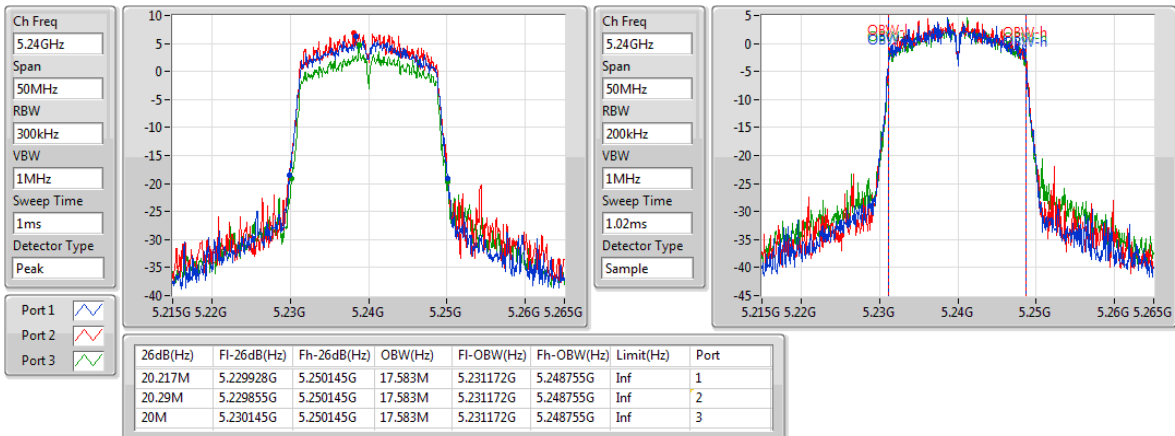 Ch Freq
5.24GHz
Span
50MHz
RBW
300kHz
VBW
1MHz
Sweep Time
1ms
Detector Type
Peak
10
5
0
-5
-10
-15
-20
-25
-30
-35
-40
5.215G 5.22G 5.23G 5.24G 5.25G 5.26G 5.265G
Ch Freq
5.24GHz
Span
50MHz
RBW
200kHz
VBW
1MHz
Sweep Time
1.02ms
Detector Type
Sample
5
0
-5
-10
-15
-20
-25
-30
-35
-40
-45
5.215G 5.22G 5.23G 5.24G 5.25G 5.26G 5.265G
Port 1
Port 2
Port 3
26dB(Hz) Fl-26dB(Hz) Fh-26dB(Hz) OBW(Hz) Fl-OBW(Hz) Fh-OBW(Hz) Limit(Hz) Port
20.217M 5.229928G 5.250145G 17.583M 5.231172G 5.248755G Inf 1
20.29M 5.229855G 5.250145G 17.583M 5.231172G 5.248755G Inf 2
20M 5.230145G 5.250145G 17.583M 5.231172G 5.248755G Inf 3